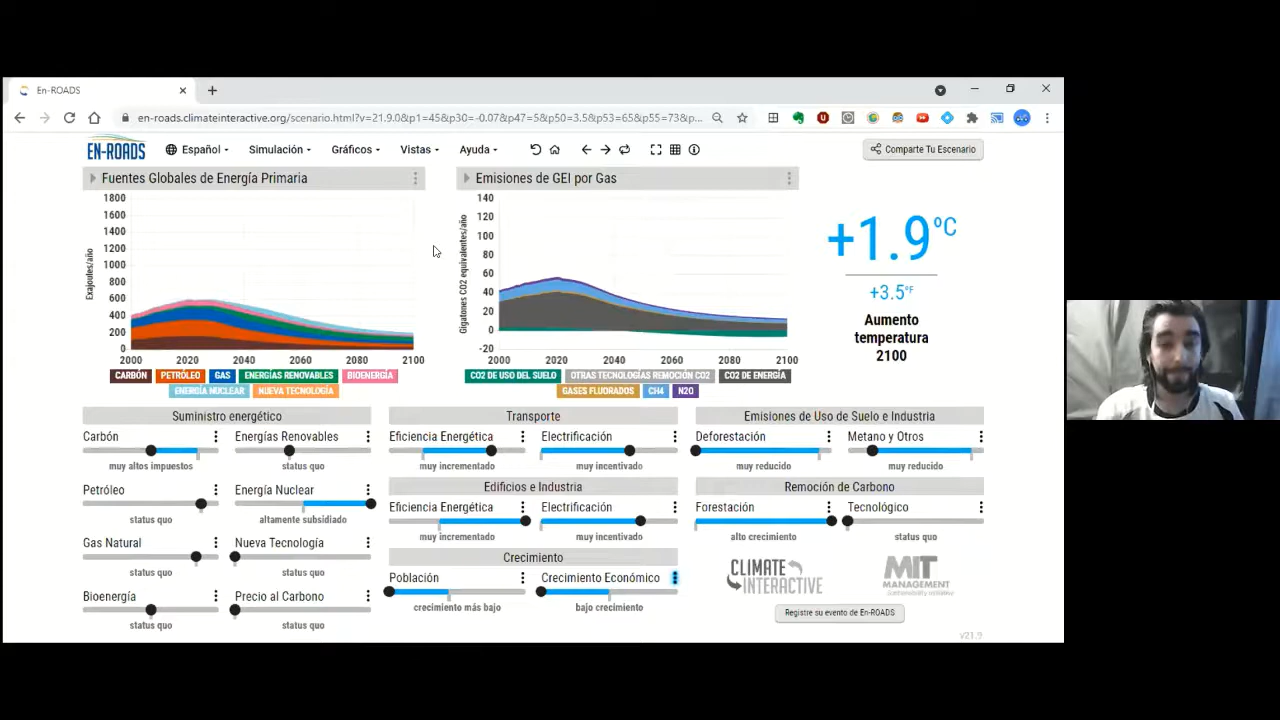 En-ROADS
en-roads.climateinteractive.org/scenario.html?v=21.9.0&p1=45&p30=-0.07&p47=5&p50=3.5&p53=65&p55=73&p...
EN-ROADS
Español
Simulación
Gráficos
Vistas
Ayuda
Comparte Tu Escenario
Fuentes Globales de Energía Primaria
Exajoules/año
1800
1600
1400
1200
1000
800
600
400
200
0
2000 2020 2040 2060 2080 2100
CARBÓN PETRÓLEO GAS ENERGÍAS RENOVABLES BIOENERGÍA
ENERGÍA NUCLEAR NUEVA TECNOLOGÍA
Emisiones de GEI por Gas
Gigatones CO2 equivalentes/año
140
120
100
80
60
40
20
0
-20
2000 2020 2040 2060 2080 2100
CO2 DE USO DEL SUELO OTRAS TECNOLOGÍAS REMOCIÓN CO2 CO2 DE ENERGÍA
GASES FLUORADOS CH4 N2O
+1.9ºC
+3.5°F
Aumento
temperatura
2100
Suministro energético
Carbón
muy altos impuestos
Energías Renovables
status quo
Petróleo
status quo
Energía Nuclear
altamente subsidiado
Gas Natural
status quo
Nueva Tecnología
status quo
Bioenergía
status quo
Precio al Carbono
status quo
Transporte
Eficiencia Energética
muy incrementado
Electrificación
muy incentivado
Edificios e Industria
Eficiencia Energética
muy incrementado
Electrificación
muy incentivado
Crecimiento
Población
crecimiento más bajo
Crecimiento Económico
bajo crecimiento
Emisiones de Uso de Suelo e Industria
Deforestación
muy reducido
Metano y Otros
muy reducido
Remoción de Carbono
Forestación
alto crecimiento
Tecnológico
status quo
CLIMATE
INTERACTIVE
MIT
MANAGEMENT
Registre su evento de En-ROADS
v21.9